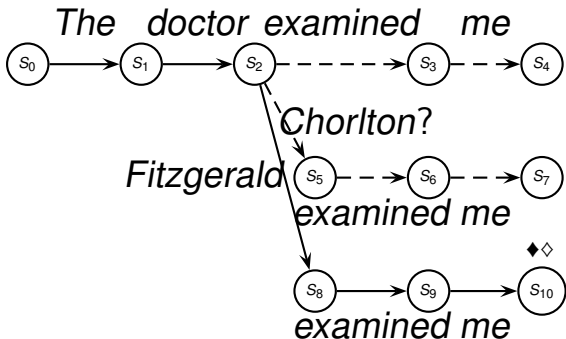 The doctor examined me
S0 S1 S2 S3 S4
Chorlton?
Fitzgerald S5 S6 S7
examined me
♦♢
S8 S9 S10
examined me